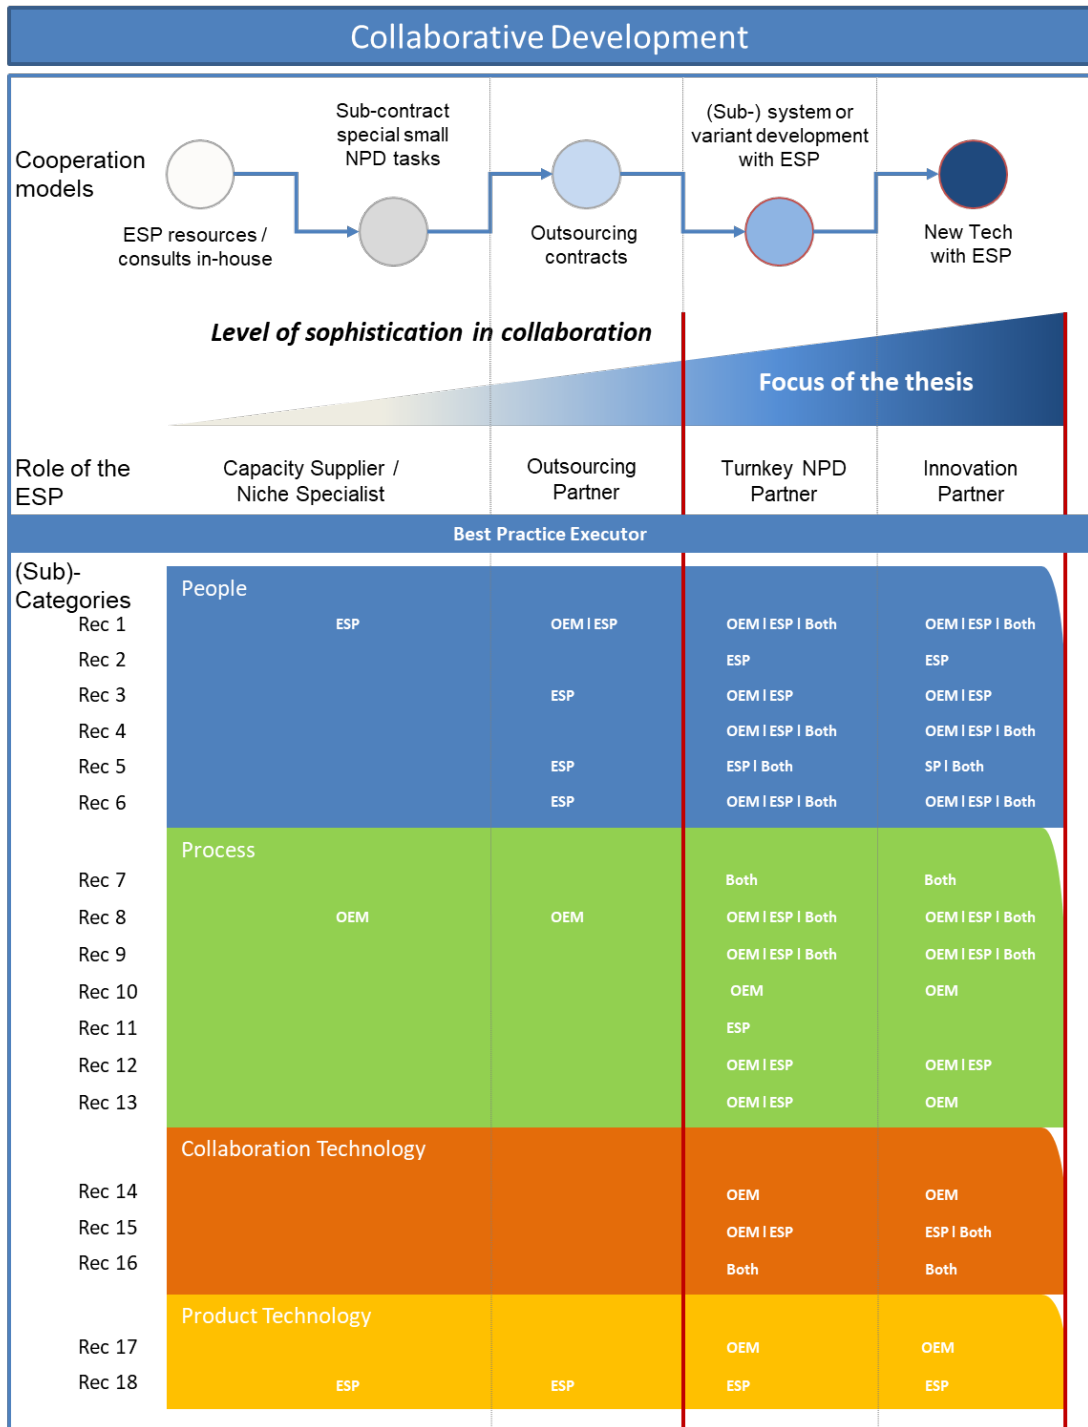 Collaborative Development
Cooperation
models
ESP resources /
consults in-house
Sub-contract
special small
NPD tasks
Outsourcing
contracts
(Sub-) system or
variant development
with ESP
New Tech
with ESP
Level of sophistication in collaboration
Focus of the thesis
Role of the
ESP
Capacity Supplier /
Niche Specialist
Outsourcing
Partner
Turnkey NPD
Partner
Innovation
Partner
Best Practice Executor
(Sub)-
Categories
People
Rec 1 ESP OEM I ESP OEM I ESP I Both OEM I ESP I Both
Rec 2 ESP ESP
Rec 3 ESP OEM I ESP OEM I ESP
Rec 4 OEM I ESP I Both OEM I ESP I Both
Rec 5 ESP ESP I Both SP I Both
Rec 6 ESP OEM I ESP I Both OEM I ESP I Both
Process
Rec 7 Both Both
Rec 8 OEM OEM OEM I ESP I Both OEM I ESP I Both
Rec 9 OEM I ESP I Both OEM I ESP I Both
Rec 10 OEM OEM
Rec 11 ESP
Rec 12 OEM I ESP OEM I ESP
Rec 13 OEM I ESP OEM
Collaboration Technology
Rec 14 OEM OEM
Rec 15 OEM I ESP ESP I Both
Rec 16 Both Both
Product Technology
Rec 17 OEM OEM
Rec 18 ESP ESP ESP ESP